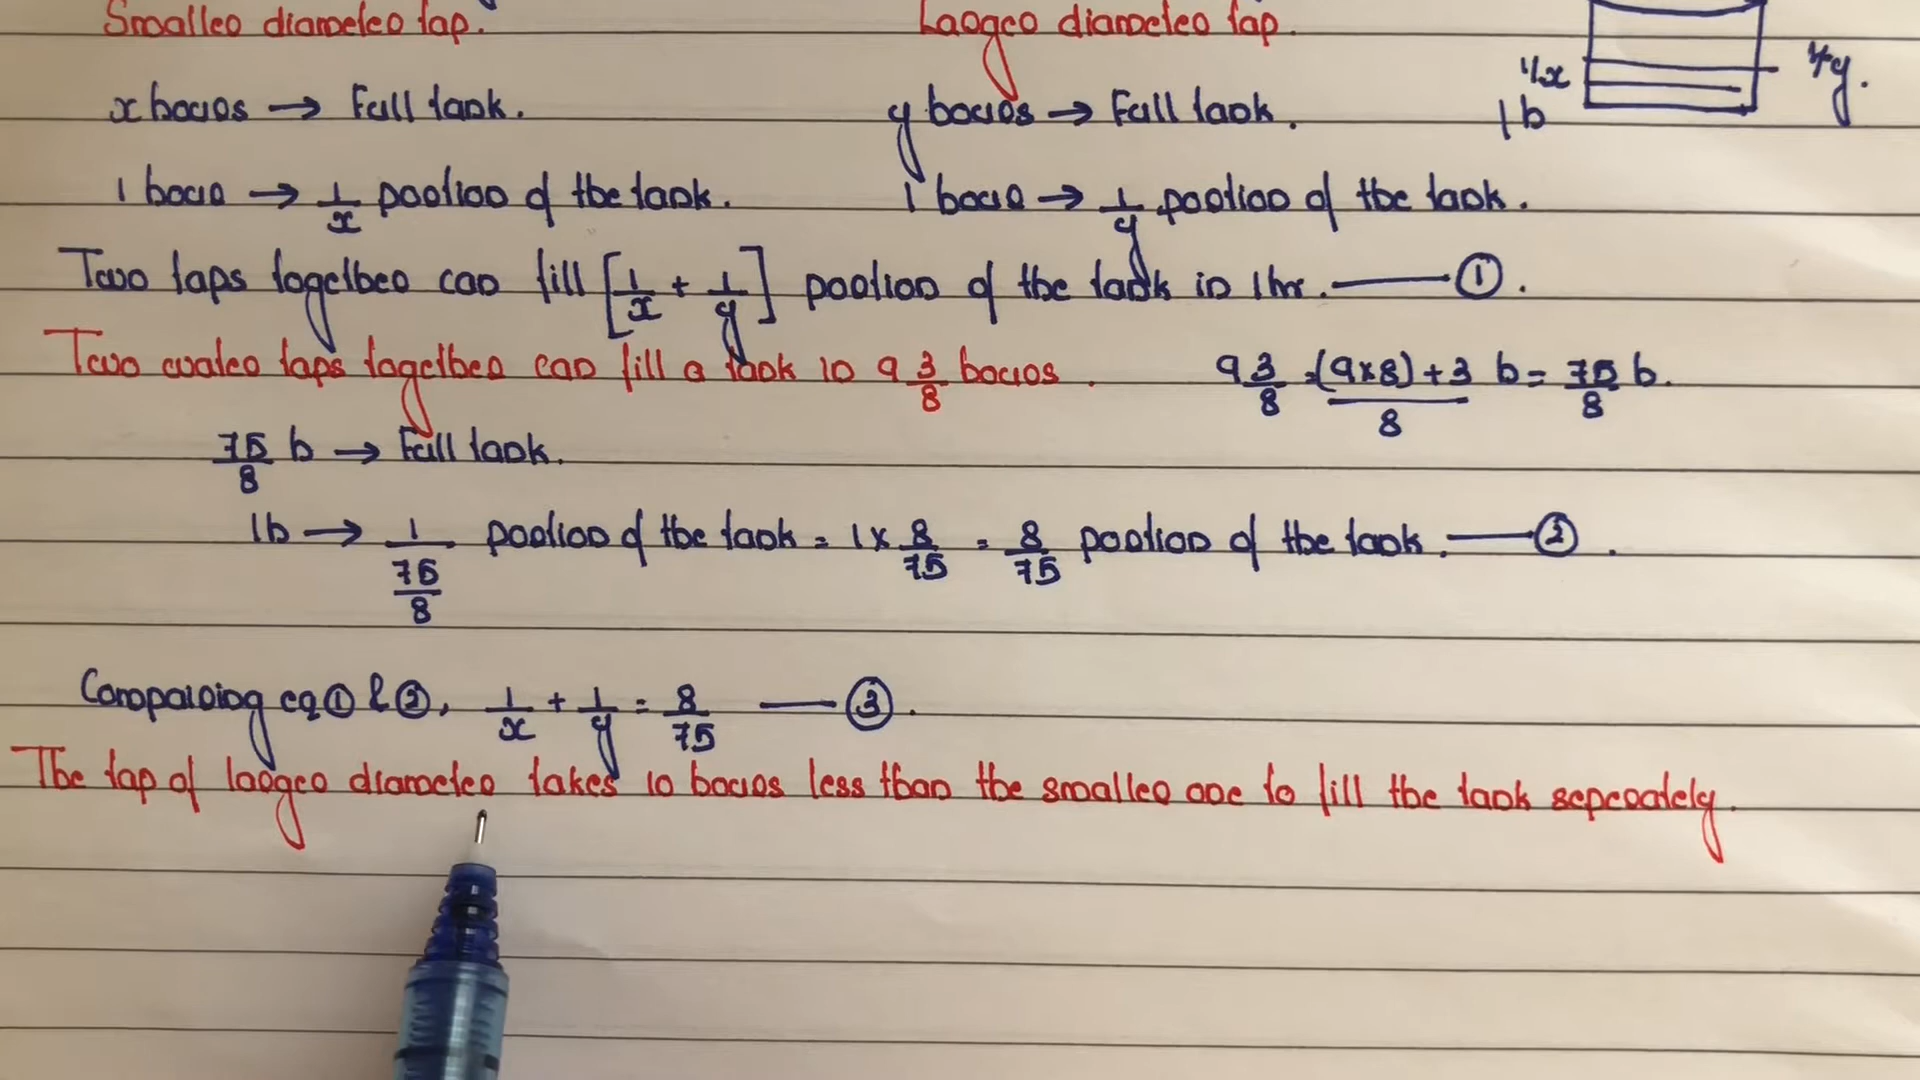 Smaller diameter tap. Larger diameter tap.
x hours → Full tank. y hours → Full tank. 1/x 1h 1/y.
1 hour → 1/x portion of the tank. 1 hour → 1/y portion of the tank.
Two taps together can fill [1/x + 1/y] portion of the tank in 1hr. —— ①.
Two water taps together can fill a tank in 9 3/8 hours. 9 3/8 = (9×8)+3/8 h = 75/8 h.
75/8 h → Full tank.
1h → 1/(75/8) portion of the tank = 1 × 8/75 = 8/75 portion of the tank. —— ②.
Comparing eq ① & ②, 1/x + 1/y = 8/75 —— ③.
The tap of larger diameter takes 10 hours less than the smaller one to fill the tank seperately.